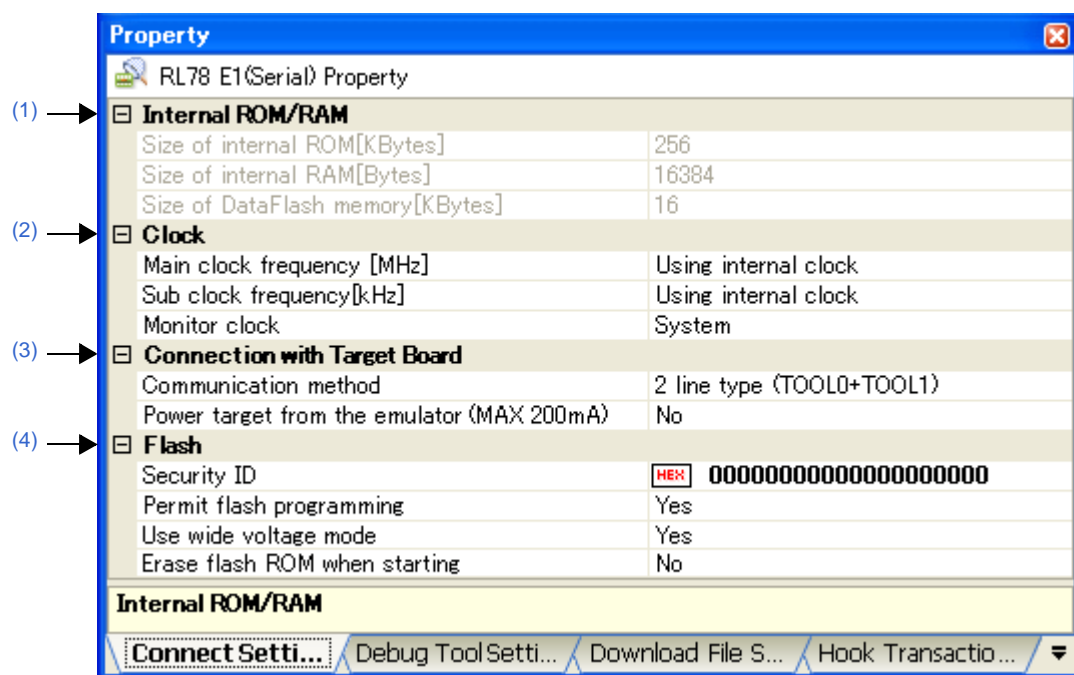 Property
RL78 E1(Serial) Property
(1) Internal ROM/RAM
Size of internal ROM[KBytes] 256
Size of internal RAM[Bytes] 16384
Size of DataFlash memory[KBytes] 16
(2) Clock
Main clock frequency [MHz] Using internal clock
Sub clock frequency[kHz] Using internal clock
Monitor clock System
(3) Connection with Target Board
Communication method 2 line type (TOOL0+TOOL1)
Power target from the emulator (MAX 200mA) No
(4) Flash
Security ID HEX 00000000000000000000
Permit flash programming Yes
Use wide voltage mode Yes
Erase flash ROM when starting No
Internal ROM/RAM
Connect Setti... Debug Tool Setti... Download File S... Hook Transactio...